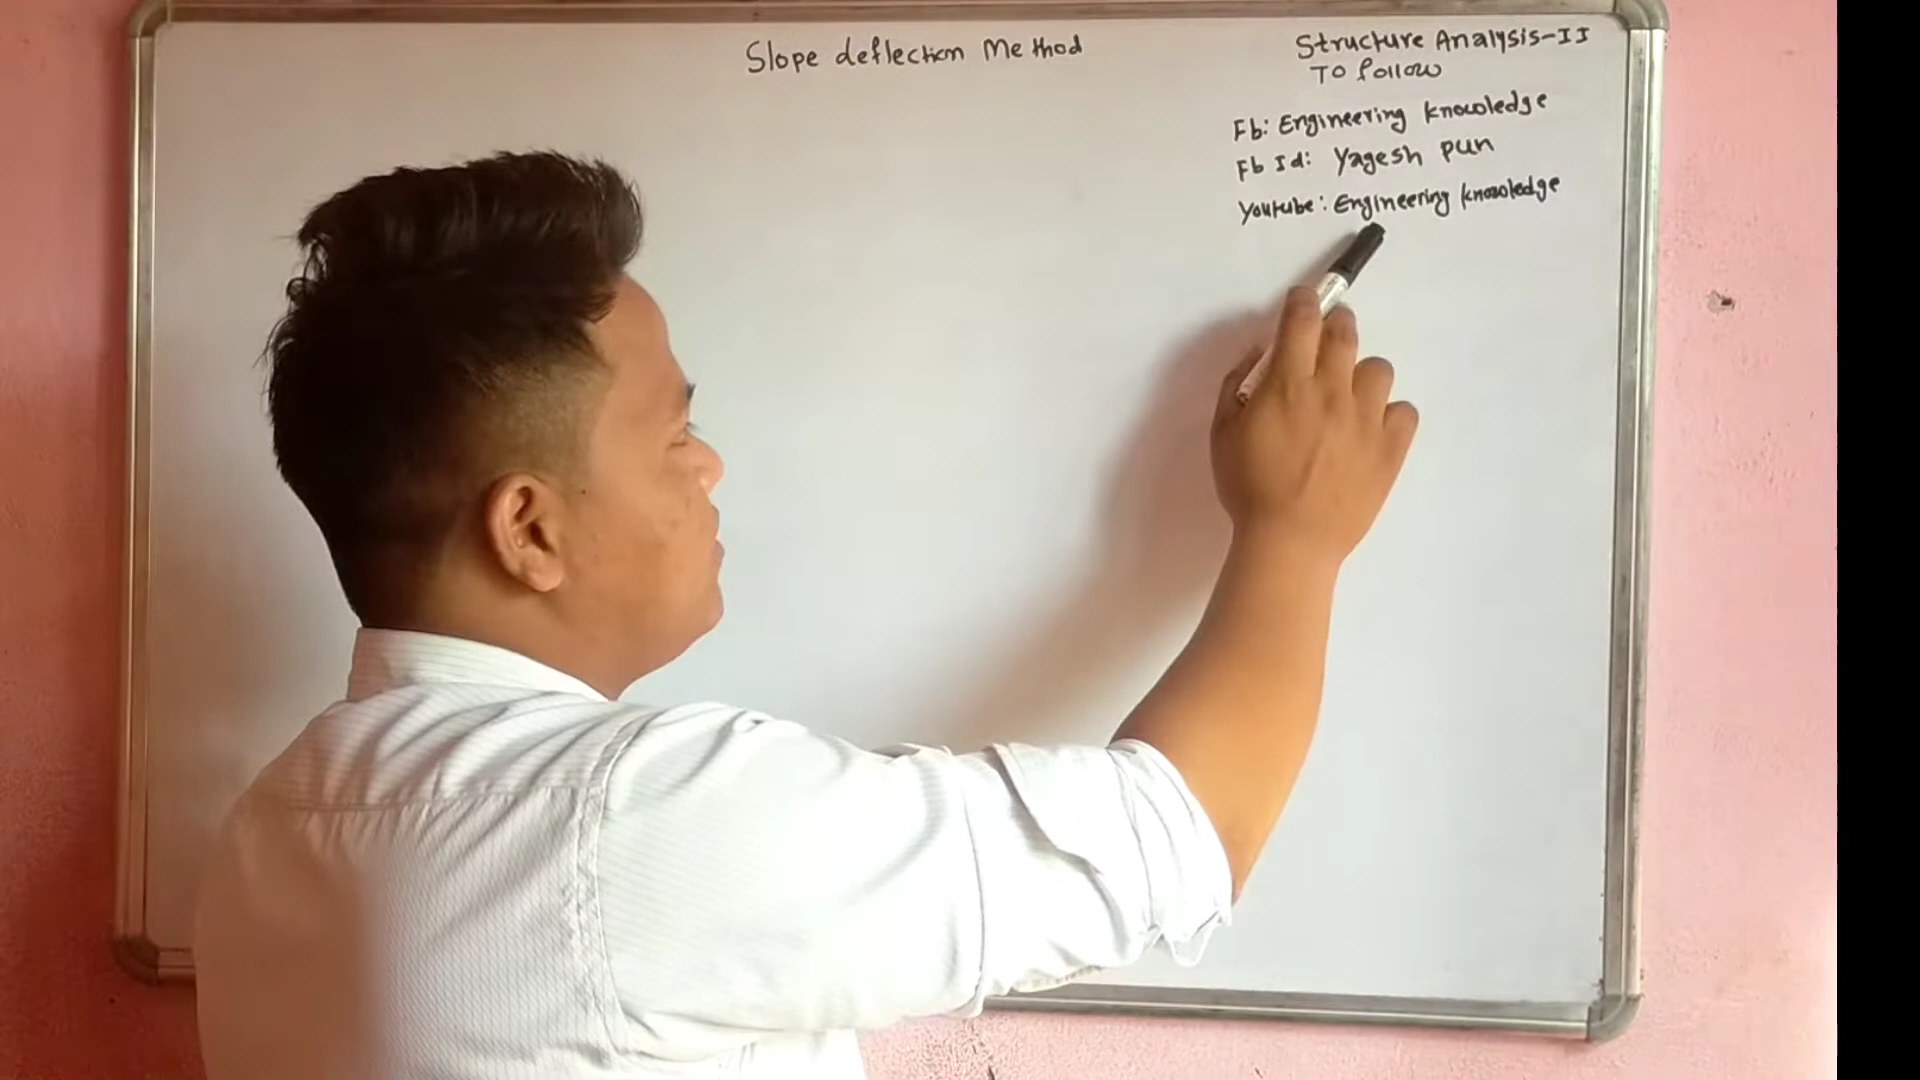 Slope deflection Method
Structure Analysis-II
To follow
Fb: Engineering knowledge
Fb Id: Yagesh pun
Youtube: Engineering knowledge